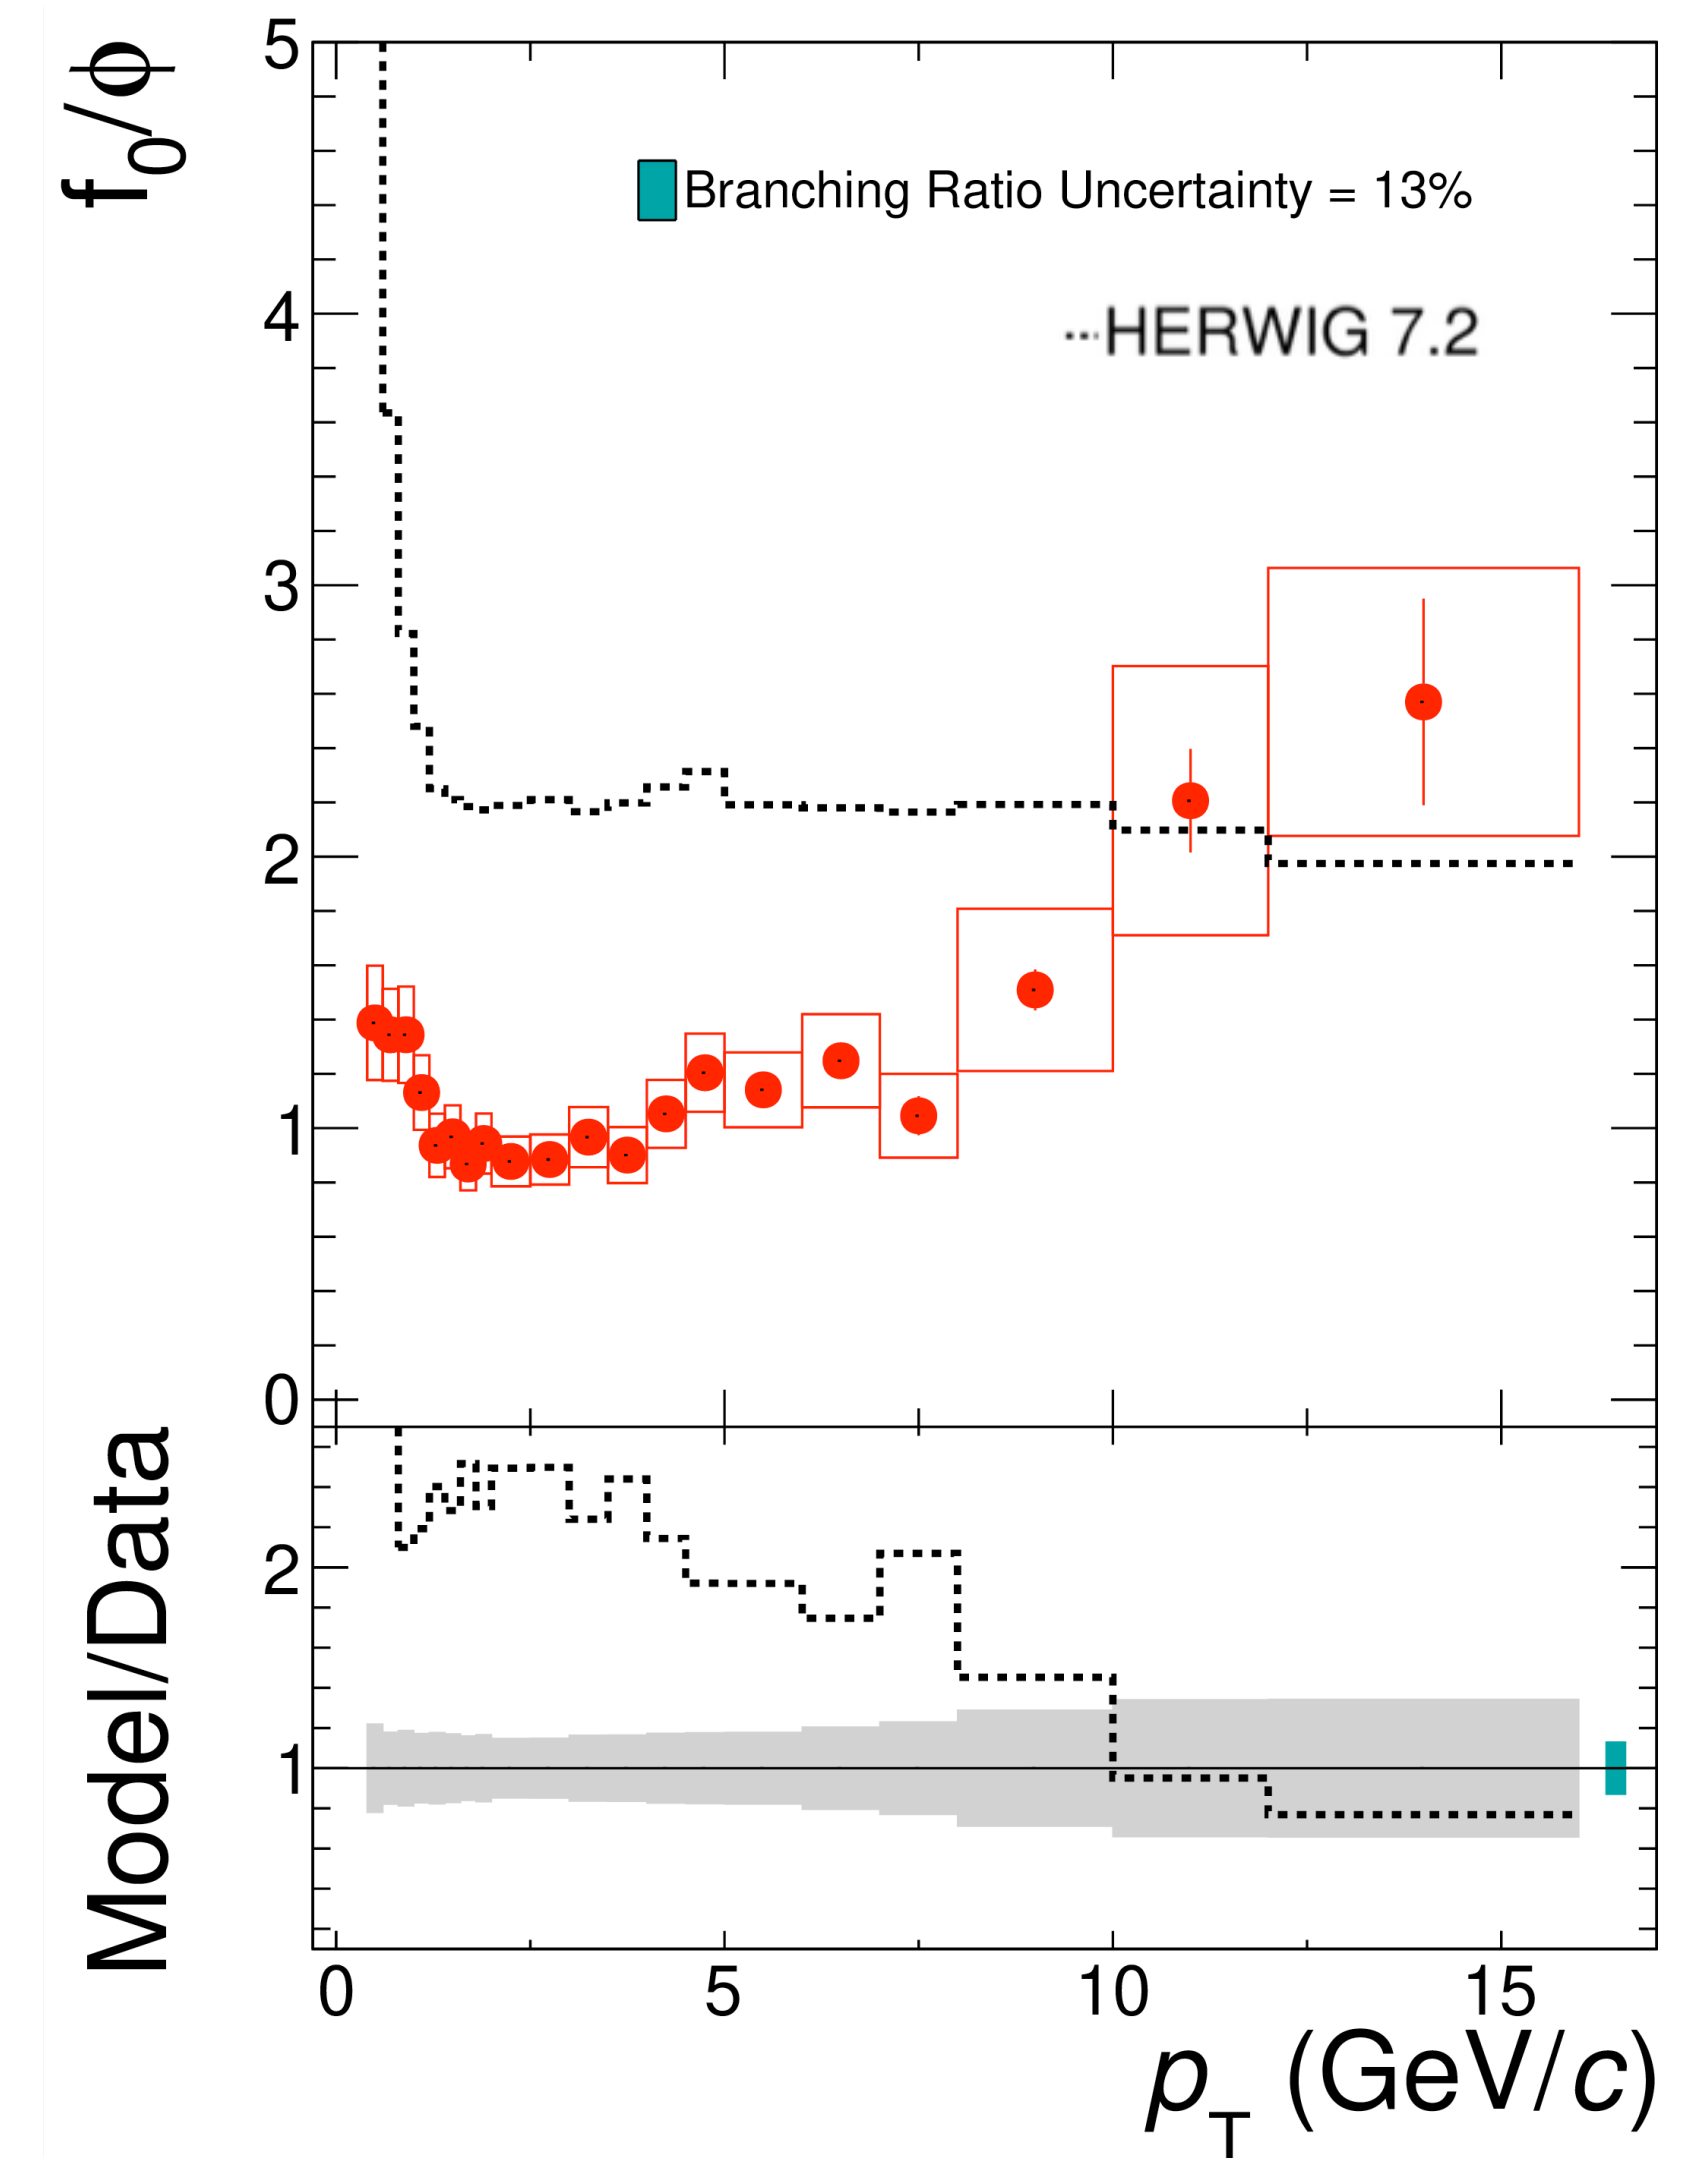 f0/ϕ
5
4
3
2
1
0
Branching Ratio Uncertainty = 13%
HERWIG 7.2
Model/Data
2
1
0 5 10 15
pT (GeV/c)